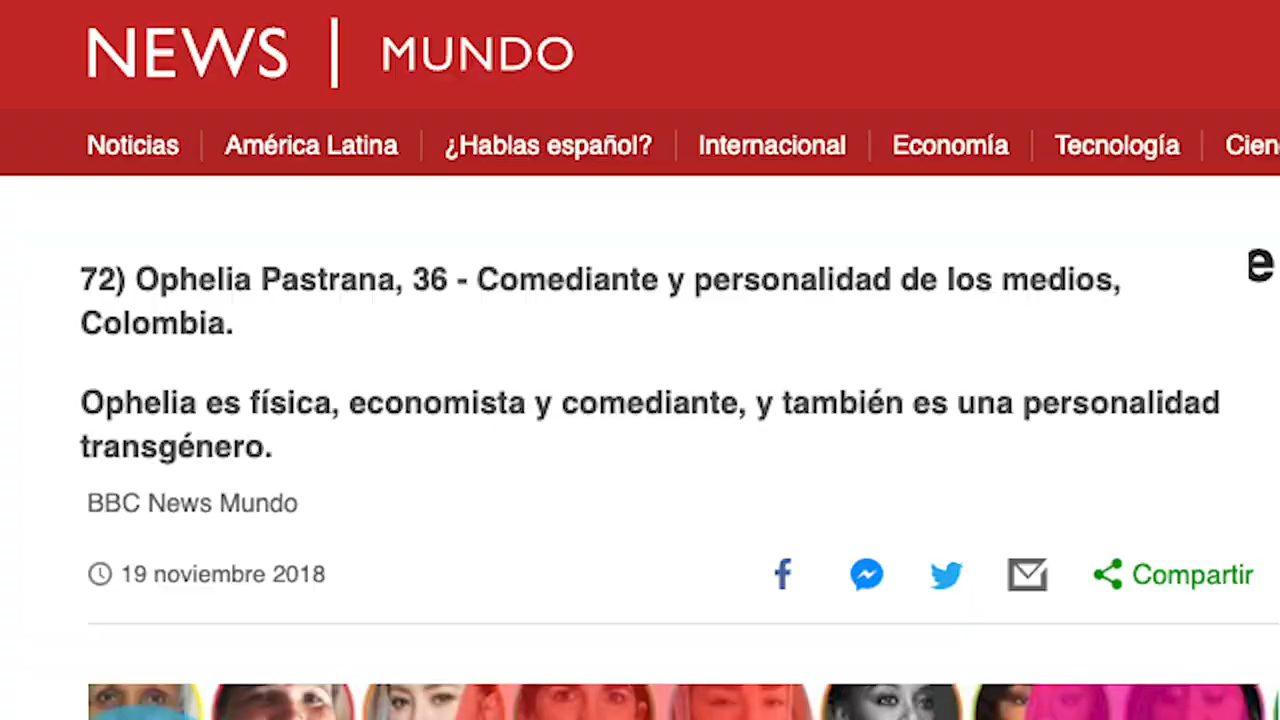 NEWS | MUNDO
Noticias | América Latina | ¿Hablas español? | Internacional | Economía | Tecnología | Cien
e
72) Ophelia Pastrana, 36 - Comediante y personalidad de los medios,
Colombia.
Ophelia es física, economista y comediante, y también es una personalidad
transgénero.
BBC News Mundo
19 noviembre 2018
Compartir